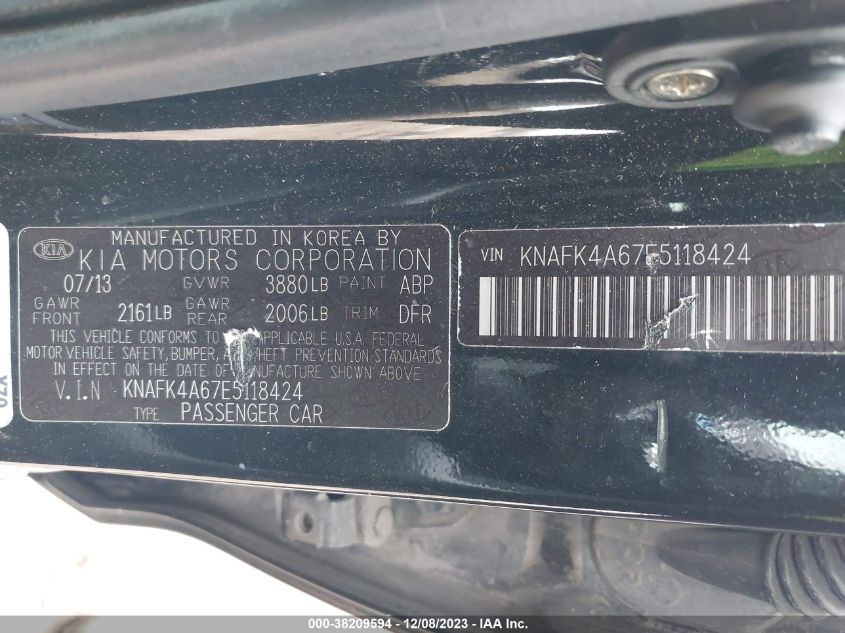 MANUFACTURED IN KOREA BY
KIA
KIA MOTORS CORPORATION
07/13 GVWR 3880LB PAINT ABP
GAWR FRONT 2161LB GAWR REAR 2006LB TRIM DFR
THIS VEHICLE CONFORMS TO APPLICABLE U.S.A. FEDERAL
MOTOR VEHICLE SAFETY, BUMPER, THEFT PREVENTION STANDARDS
IN EFFECT ON THE DATE OF MANUFACTURE SHOWN ABOVE
V.I.N KNAFK4A67E5118424
TYPE PASSENGER CAR
VIN KNAFK4A67E5118424
000-38209594 - 12/08/2023 - © IAA, Inc.